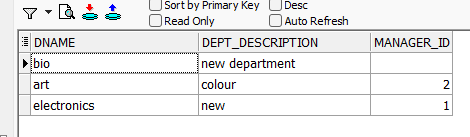 Sort by Primary Key Desc
Read Only Auto Refresh
DNAME DEPT_DESCRIPTION MANAGER_ID
bio new department
art colour 2
electronics new 1